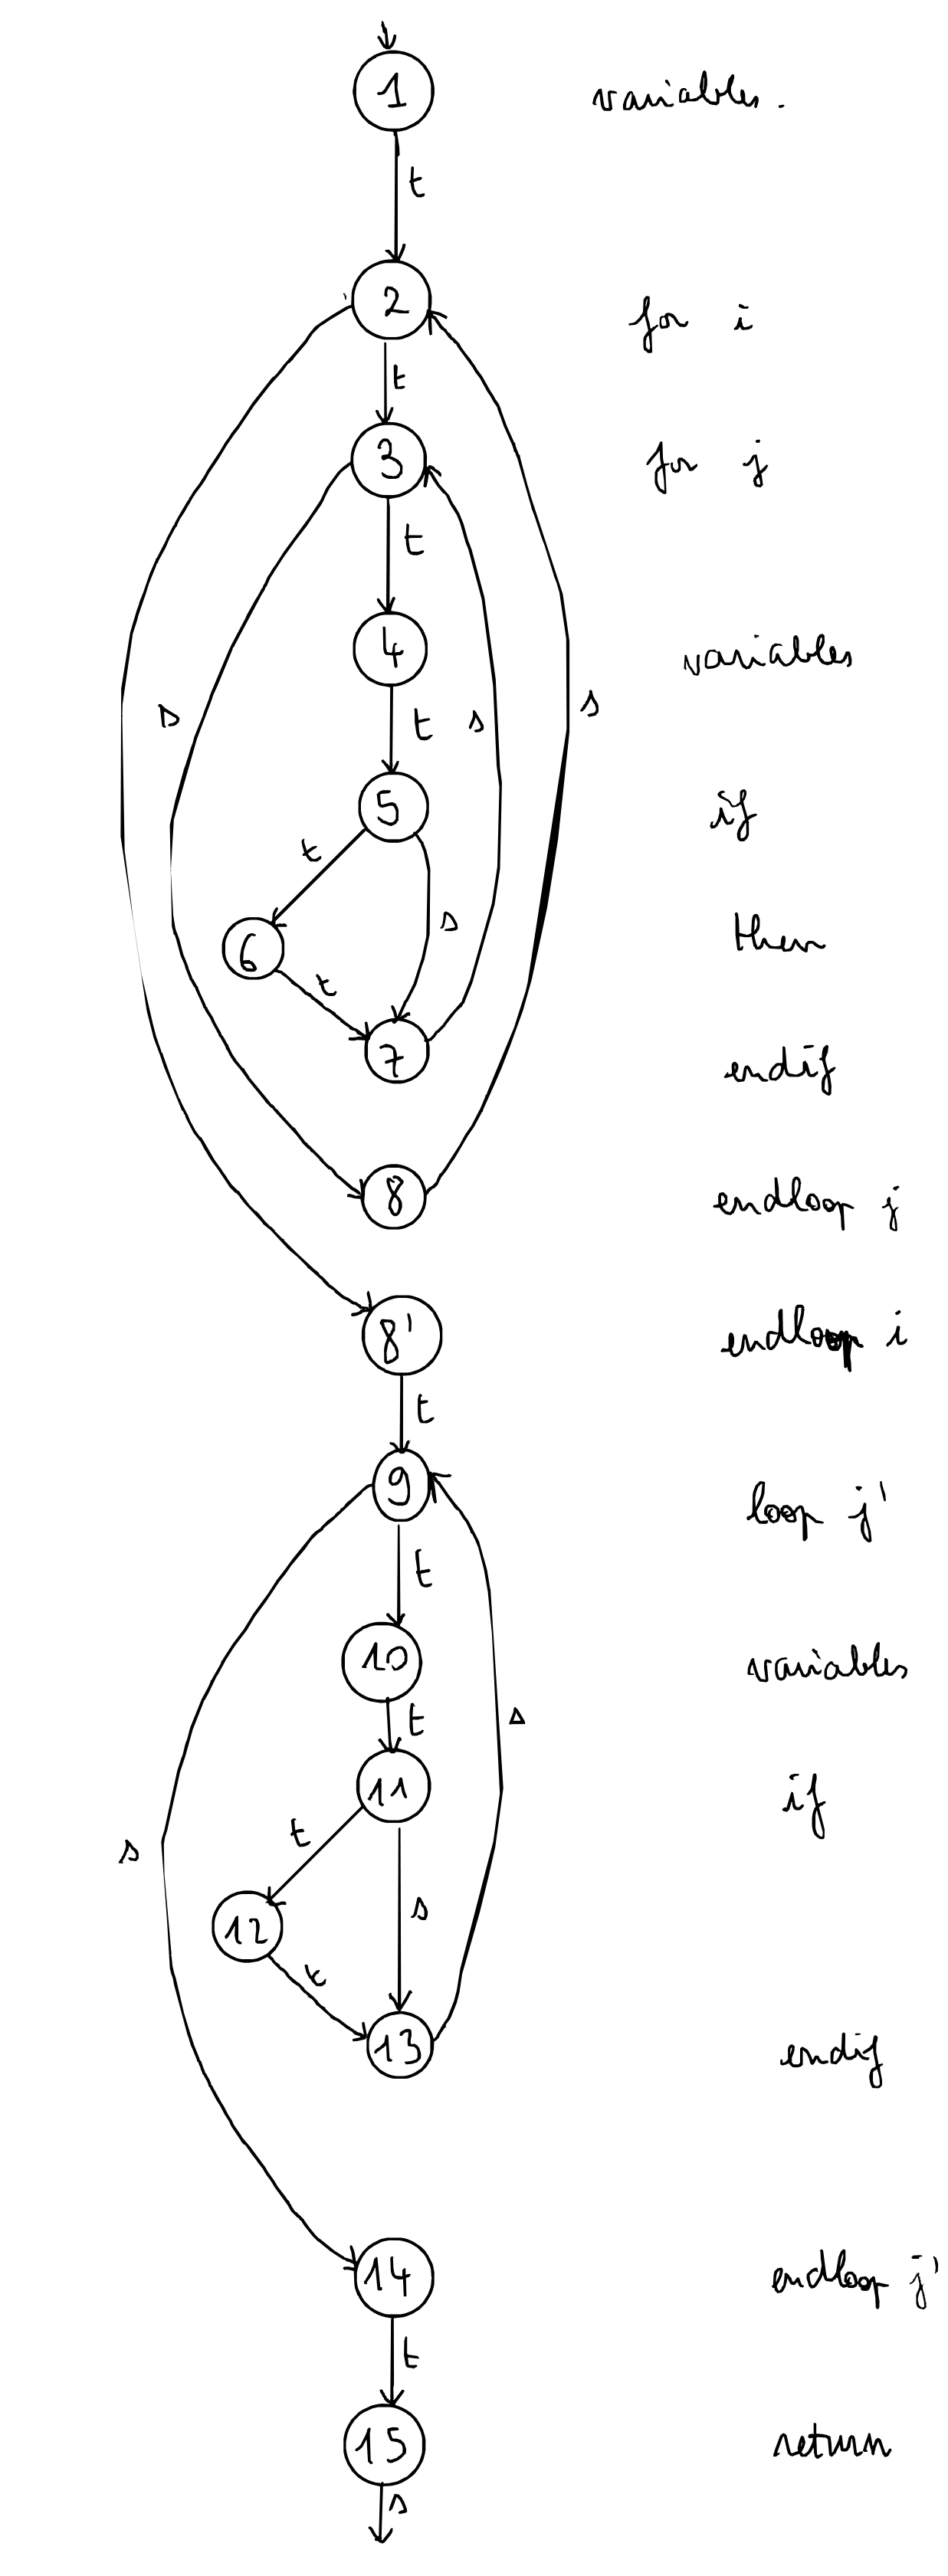 1 variables.
t
2 for i
t
3 for j
t
4 variables
s t s s
5 if
t s
6 then
t
7 endif
8 endloop j
8' endloop i
t
9 loop j'
t
10 variables
t s
11 if
t
s s
12
t
13 endif
14 endloop j'
t
15 return
s